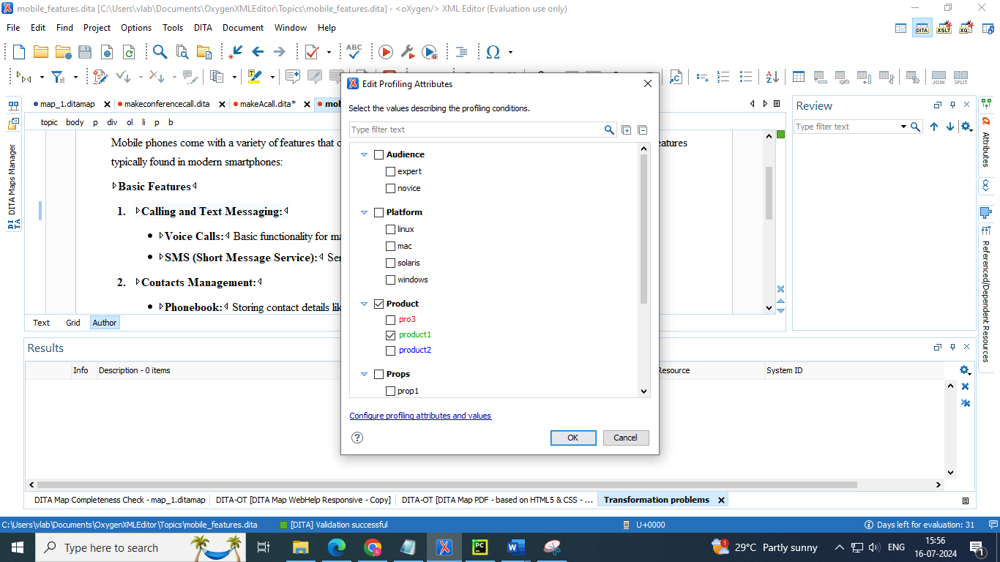 mobile_features.dita [C:\Users\vlab\Documents\OxygenXMLEditor\Topics\mobile_features.dita] - <oXygen/> XML Editor (Evaluation use only)
File Edit Find Project Options Tools DITA Document Window Help
DITA XSLT XQ
ABC
JOIN SPLIT
map_1.ditamap makeconferencecall.dita makeAcall.dita* mob
topic body p div ol li p b
Mobile phones come with a variety of features that c
eatures
typically found in modern smartphones:
Basic Features
1. Calling and Text Messaging:
• Voice Calls: Basic functionality for ma
• SMS (Short Message Service): Sen
2. Contacts Management:
• Phonebook: Storing contact details lik
Text Grid Author
DITA Maps Manager
Edit Profiling Attributes
Select the values describing the profiling conditions.
Type filter text
Audience
expert
novice
Platform
linux
mac
solaris
windows
Product
pro3
product1
product2
Props
prop1
Configure profiling attributes and values
OK Cancel
Review
Type filter text
Attributes
Referenced/Dependent Resources
Results
Info Description - 0 items Resource System ID
DITA Map Completeness Check - map_1.ditamap DITA-OT [DITA Map WebHelp Responsive - Copy] DITA-OT [DITA Map PDF - based on HTML5 & CSS - ... Transformation problems
C:\Users\vlab\Documents\OxygenXMLEditor\Topics\mobile_features.dita [DITA] Validation successful U+0000 Days left for evaluation: 31
Type here to search
29°C Partly sunny ENG 15:56
16-07-2024